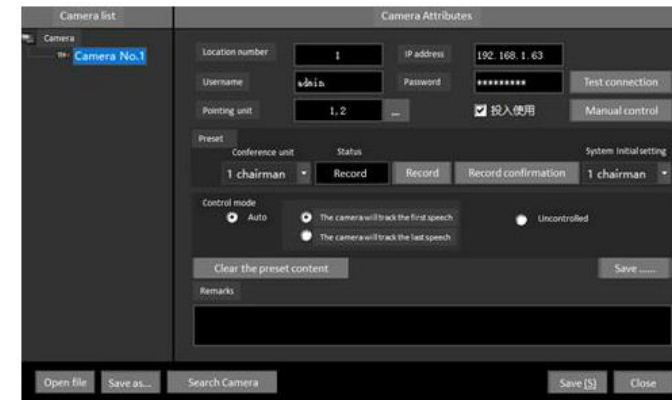 Camera list
Camera Attributes
Camera
Camera No.1
Location number
1
IP address
192.168.1.63
Username
admin
Password
*********
Test connection
Pointing unit
1,2
...
投入使用
Manual control
Preset
Conference unit
Status
System Initial setting
1 chairman
Record
Record
Record confirmation
1 chairman
Control mode
Auto
The camera will track the first speech
Uncontrolled
The camera will track the last speech
Clear the preset content
Save ......
Remarks
Open file
Save as...
Search Camera
Save (S)
Close